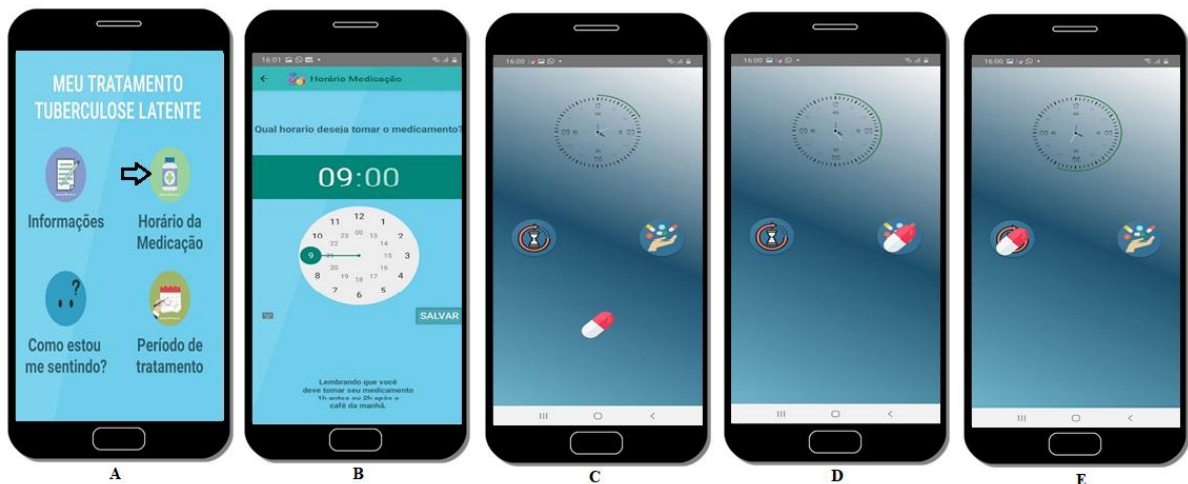 MEU TRATAMENTO
TUBERCULOSE LATENTE
Informações
Horário da
Medicação
Como estou
me sentindo?
Período de
tratamento
A
16:01
Horário Medicação
Qual horario deseja tomar o medicamento?
09:00
12
11 1
10 23 00 13 2
22 14
9 21 15 3
20 16
8 19 18 17 4
7 5
6
SALVAR
Lembrando que você
deve tomar seu medicamento
1h antes ou 2h após o
café da manhã.
B
16:00
C
16:00
D
16:00
E